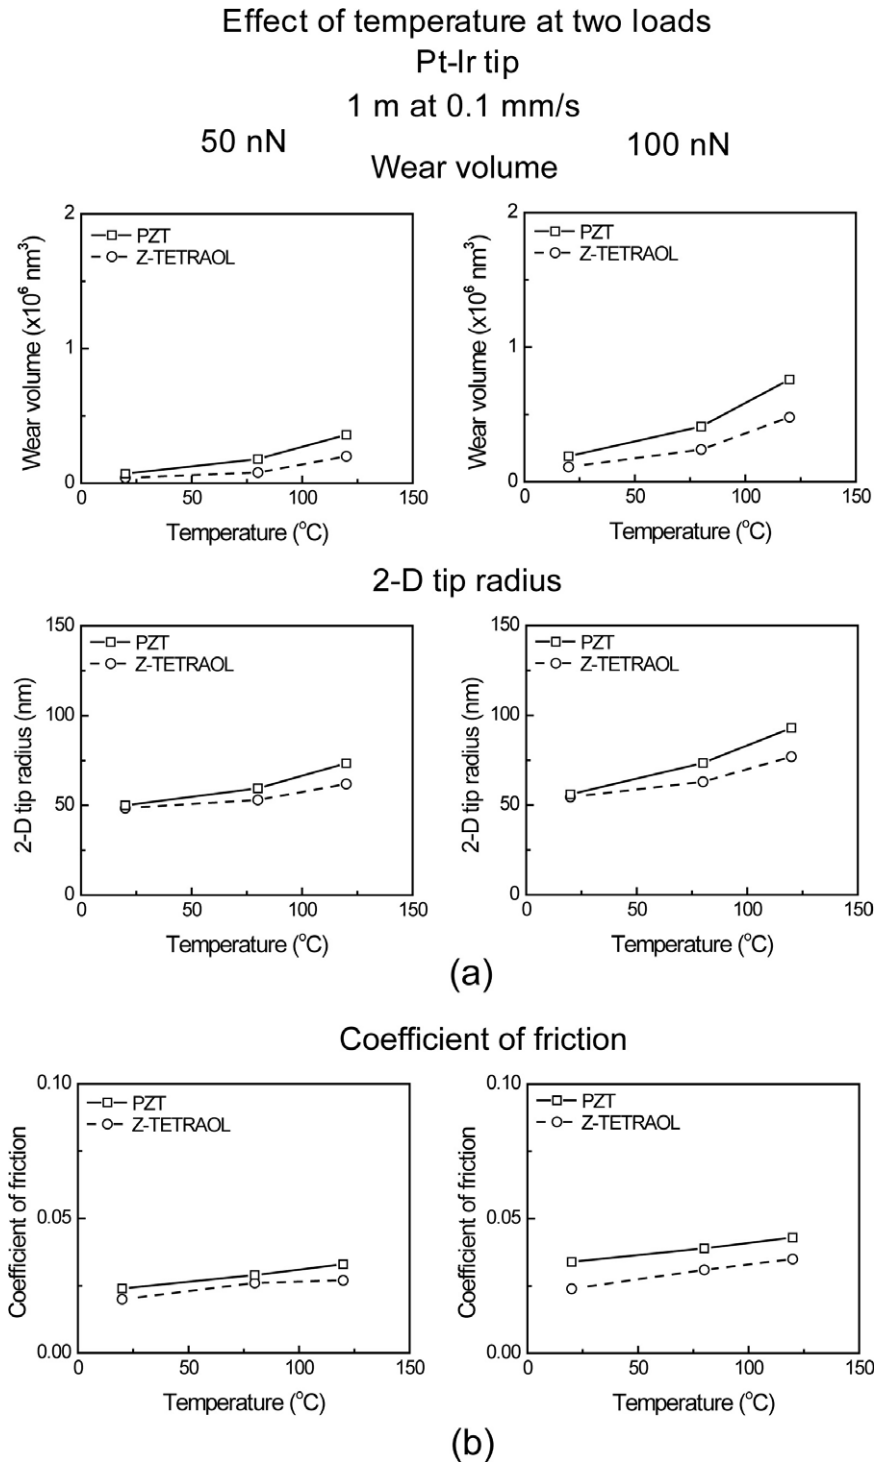 Effect of temperature at two loads
Pt-Ir tip
1 m at 0.1 mm/s
50 nN
100 nN
Wear volume
2
1
0
0
50
100
150
PZT
Z-TETRAOL
Wear volume (x10⁶ nm³)
Temperature (°C)
2
1
0
0
50
100
150
PZT
Z-TETRAOL
Wear volume (x10⁶ nm³)
Temperature (°C)
2-D tip radius
150
100
50
0
0
50
100
150
PZT
Z-TETRAOL
2-D tip radius (nm)
Temperature (°C)
150
100
50
0
0
50
100
150
PZT
Z-TETRAOL
2-D tip radius (nm)
Temperature (°C)
(a)
Coefficient of friction
0.10
0.05
0.00
0
50
100
150
PZT
Z-TETRAOL
Coefficient of friction
Temperature (°C)
0.10
0.05
0.00
0
50
100
150
PZT
Z-TETRAOL
Coefficient of friction
Temperature (°C)
(b)